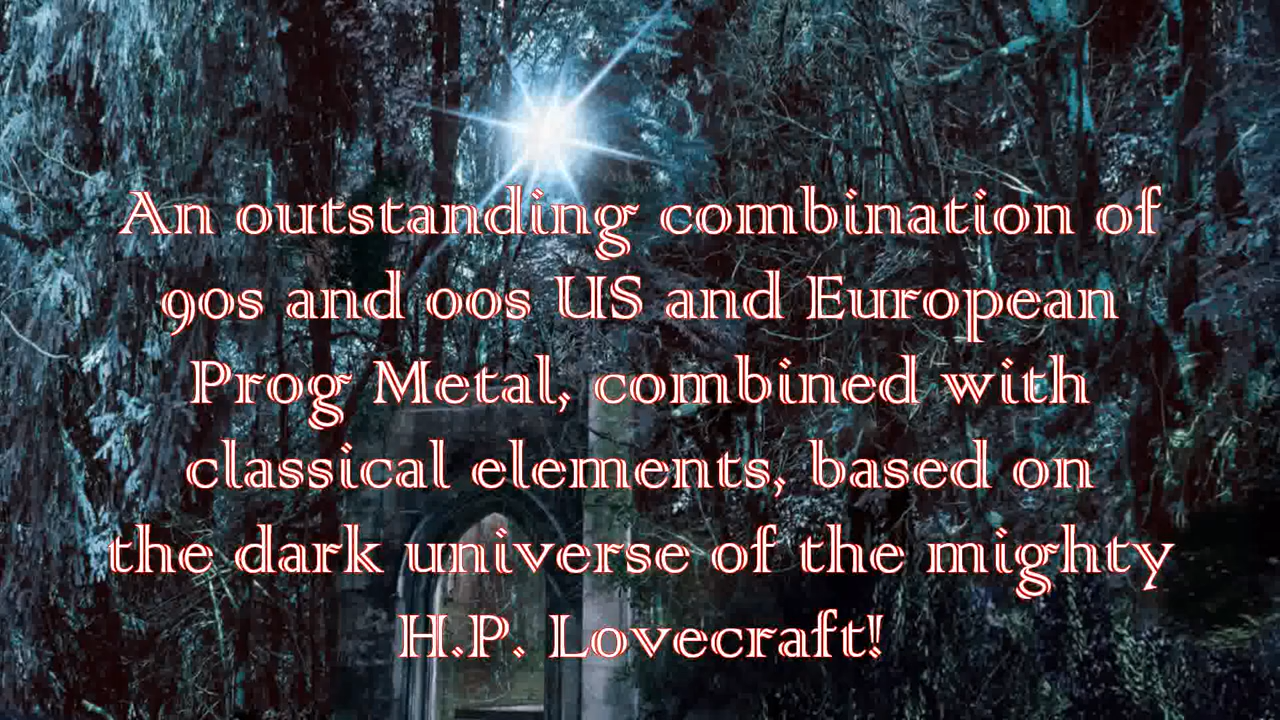 An outstanding combination of
90s and 00s US and European
Prog Metal, combined with
classical elements, based on
the dark universe of the mighty
H.P. Lovecraft!